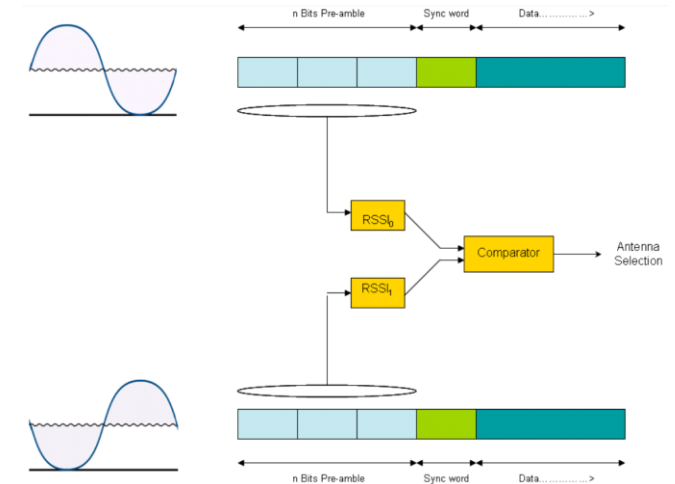 n Bits Pre-amble Sync word Data.............>
RSSI0
Comparator
Antenna
Selection
RSSI1
n Bits Pre-amble Sync word Data.............>